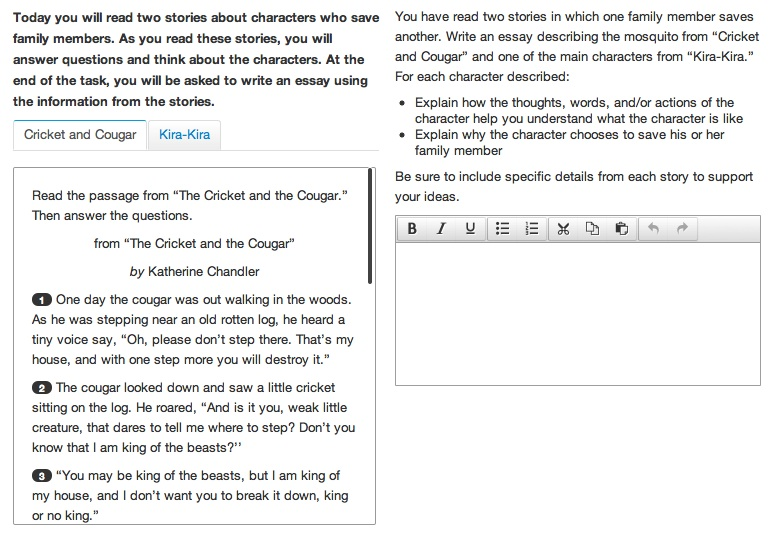 Today you will read two stories about characters who save
family members. As you read these stories, you will
answer questions and think about the characters. At the
end of the task, you will be asked to write an essay using
the information from the stories.
Cricket and Cougar
Kira-Kira
Read the passage from “The Cricket and the Cougar.”
Then answer the questions.
from “The Cricket and the Cougar”
by Katherine Chandler
1 One day the cougar was out walking in the woods.
As he was stepping near an old rotten log, he heard a
tiny voice say, “Oh, please don’t step there. That’s my
house, and with one step more you will destroy it.”
2 The cougar looked down and saw a little cricket
sitting on the log. He roared, “And is it you, weak little
creature, that dares to tell me where to step? Don’t you
know that I am king of the beasts?’’
3 “You may be king of the beasts, but I am king of
my house, and I don’t want you to break it down, king
or no king.”
You have read two stories in which one family member saves
another. Write an essay describing the mosquito from “Cricket
and Cougar” and one of the main characters from “Kira-Kira.”
For each character described:
• Explain how the thoughts, words, and/or actions of the
character help you understand what the character is like
• Explain why the character chooses to save his or her
family member
Be sure to include specific details from each story to support
your ideas.
B I U